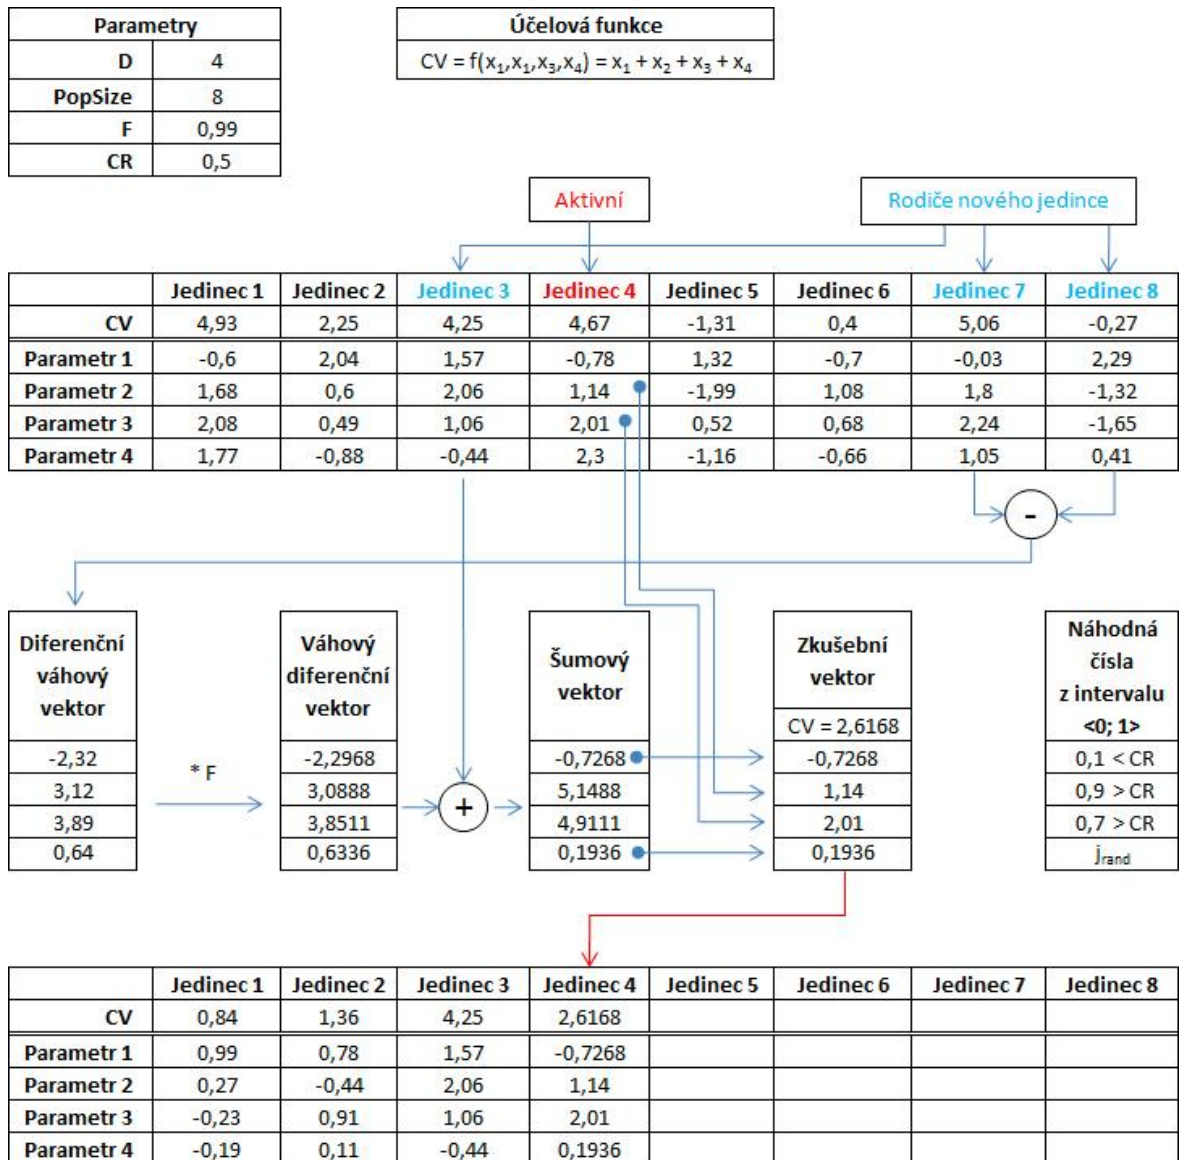 Parametry
D 4
PopSize 8
F 0,99
CR 0,5
Účelová funkce
CV = f(x₁,x₁,x₃,x₄) = x₁ + x₂ + x₃ + x₄
Aktivní
Rodiče nového jedince
Jedinec 1 Jedinec 2 Jedinec 3 Jedinec 4 Jedinec 5 Jedinec 6 Jedinec 7 Jedinec 8
CV 4,93 2,25 4,25 4,67 -1,31 0,4 5,06 -0,27
Parametr 1 -0,6 2,04 1,57 -0,78 1,32 -0,7 -0,03 2,29
Parametr 2 1,68 0,6 2,06 1,14 -1,99 1,08 1,8 -1,32
Parametr 3 2,08 0,49 1,06 2,01 0,52 0,68 2,24 -1,65
Parametr 4 1,77 -0,88 -0,44 2,3 -1,16 -0,66 1,05 0,41
-
Diferenční
váhový
vektor
-2,32
3,12
3,89
0,64
* F
Váhový
diferenční
vektor
-2,2968
3,0888
3,8511
0,6336
+
Šumový
vektor
-0,7268
5,1488
4,9111
0,1936
Zkušební
vektor
CV = 2,6168
-0,7268
1,14
2,01
0,1936
Náhodná
čísla
z intervalu
<0; 1>
0,1 < CR
0,9 > CR
0,7 > CR
j_rand
Jedinec 1 Jedinec 2 Jedinec 3 Jedinec 4 Jedinec 5 Jedinec 6 Jedinec 7 Jedinec 8
CV 0,84 1,36 4,25 2,6168
Parametr 1 0,99 0,78 1,57 -0,7268
Parametr 2 0,27 -0,44 2,06 1,14
Parametr 3 -0,23 0,91 1,06 2,01
Parametr 4 -0,19 0,11 -0,44 0,1936